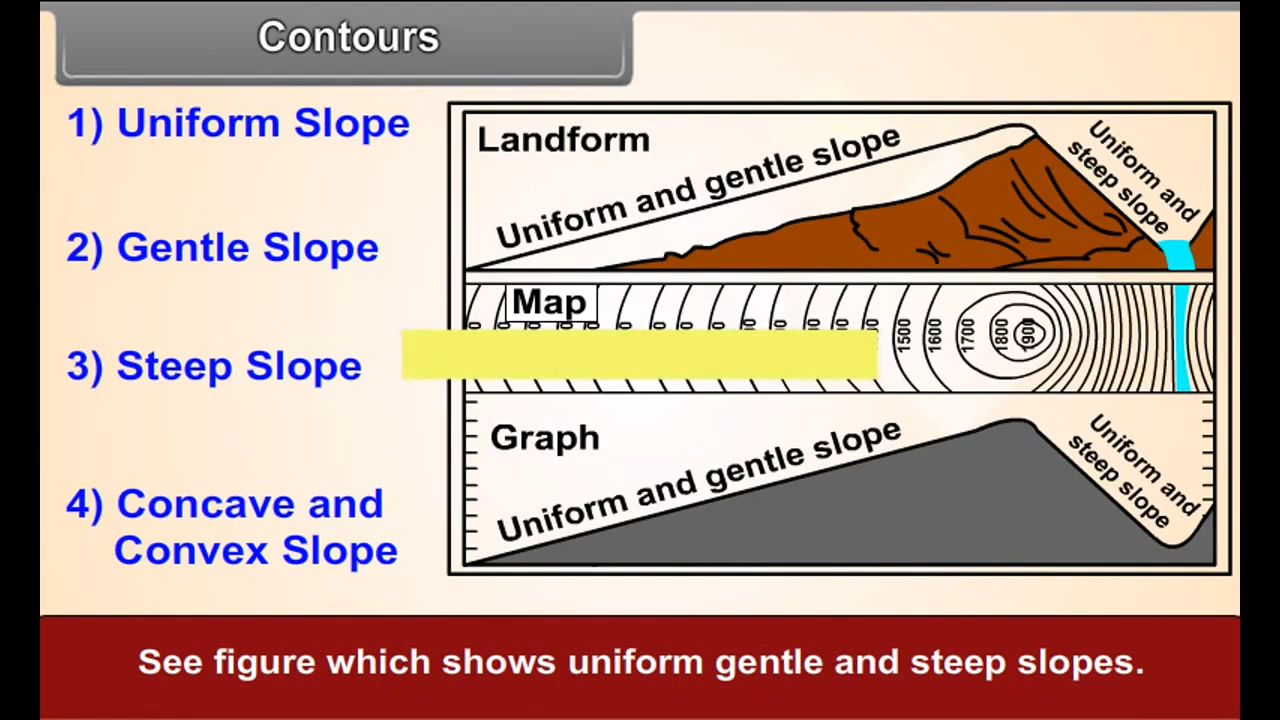 Contours
1) Uniform Slope
2) Gentle Slope
3) Steep Slope
4) Concave and
Convex Slope
Landform
Uniform and gentle slope
Uniform and
steep slope
Map
1500
1600
1700
1800
1900
Graph
Uniform and gentle slope
Uniform and
steep slope
See figure which shows uniform gentle and steep slopes.